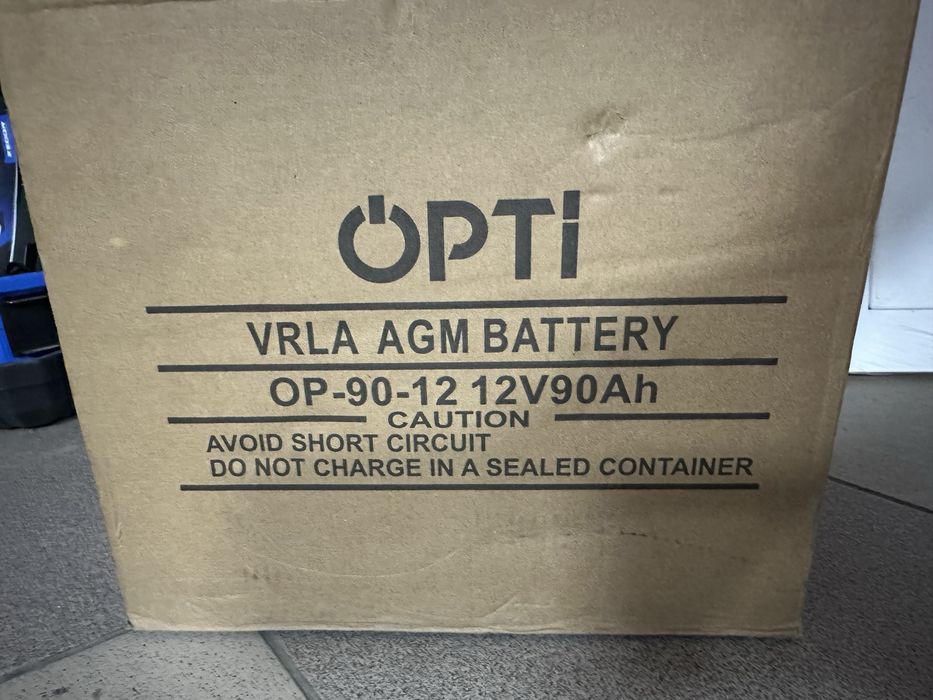 OPTi
VRLA AGM BATTERY
OP-90-12 12V90Ah
CAUTION
AVOID SHORT CIRCUIT
DO NOT CHARGE IN A SEALED CONTAINER